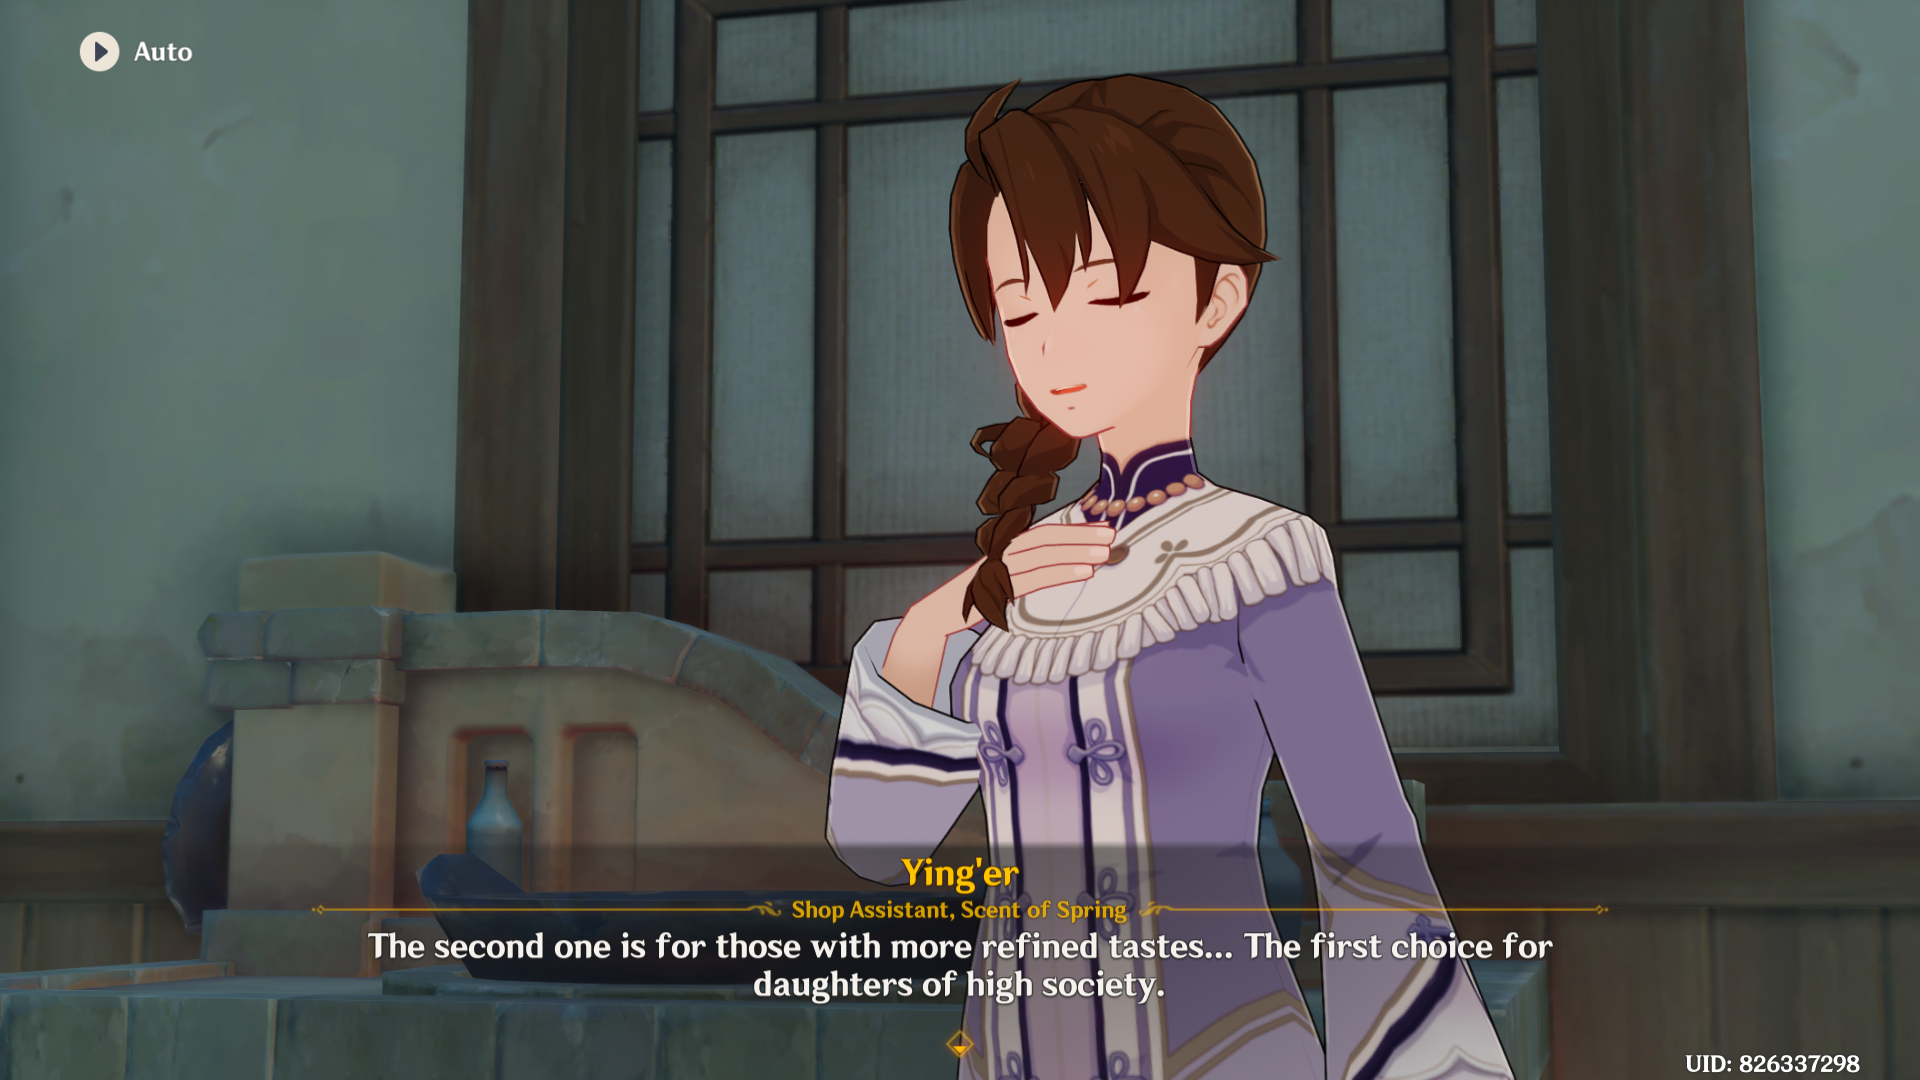 Auto
Ying'er
Shop Assistant, Scent of Spring
The second one is for those with more refined tastes... The first choice for
daughters of high society.
UID: 826337298